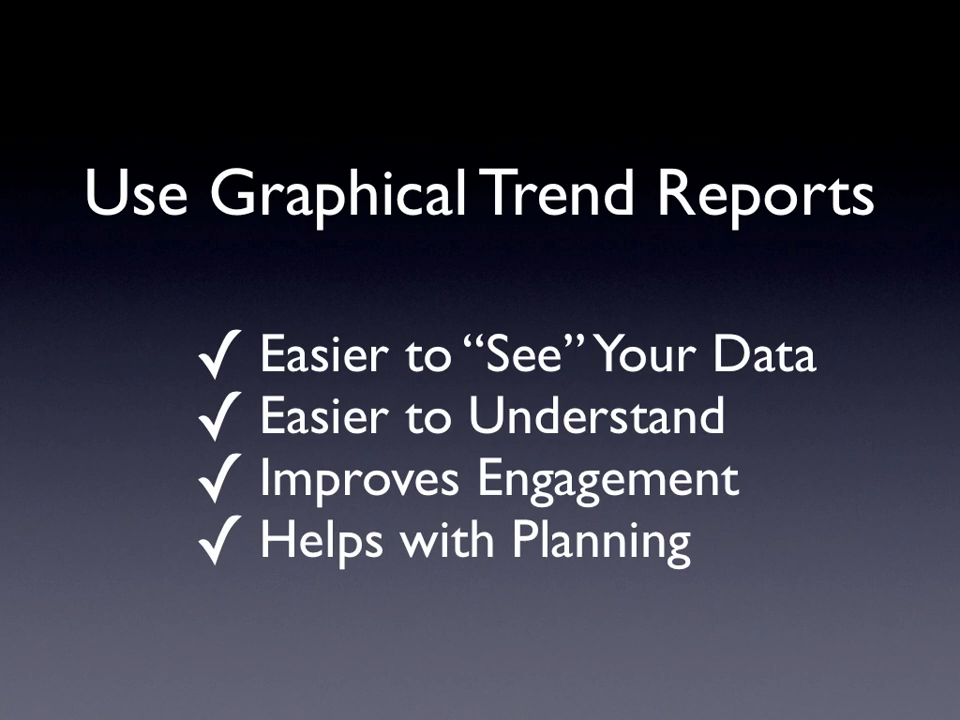 Use Graphical Trend Reports
✓ Easier to “See” Your Data
✓ Easier to Understand
✓ Improves Engagement
✓ Helps with Planning